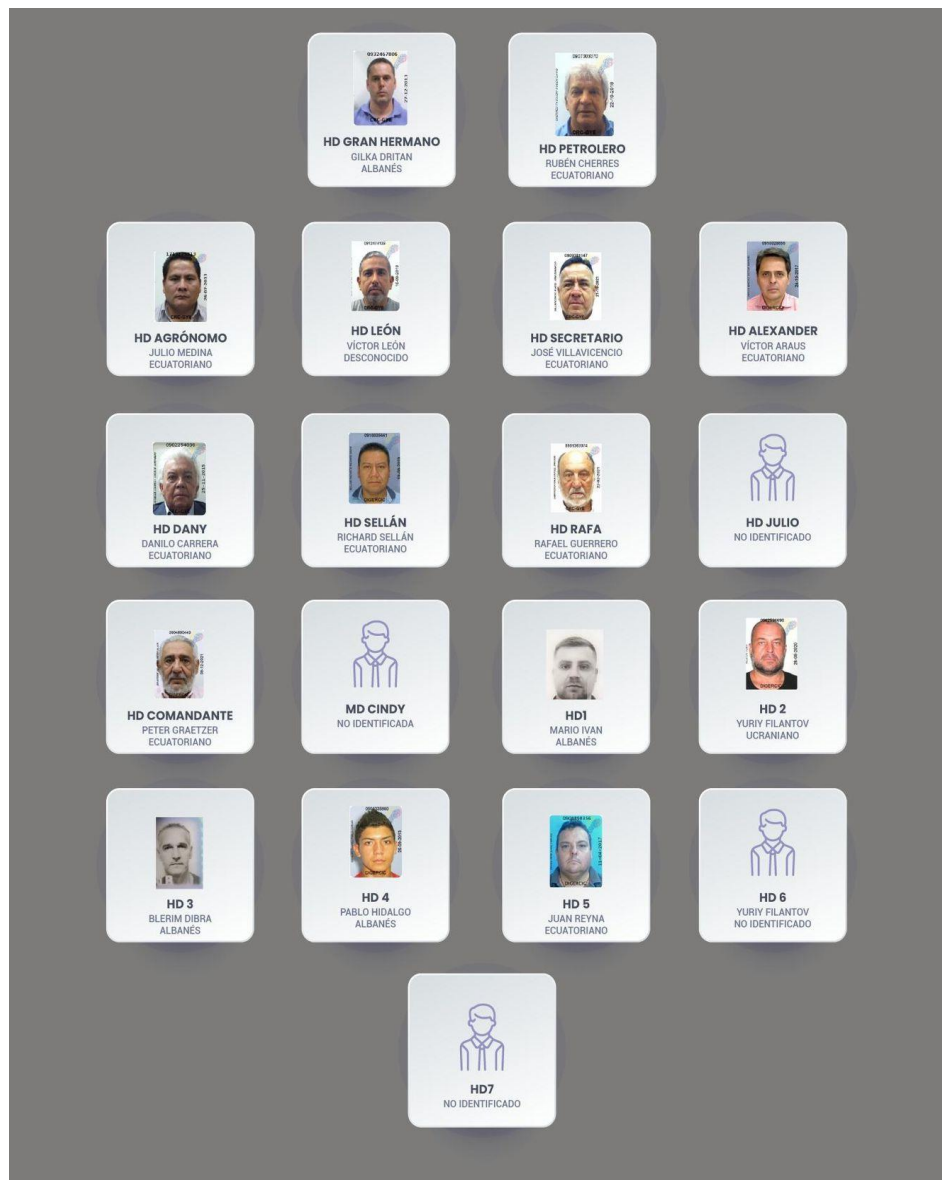 HD GRAN HERMANO
GILKA DRITAN
ALBANÉS
HD PETROLERO
RUBÉN CHERRES
ECUATORIANO
HD AGRÓNOMO
JULIO MEDINA
ECUATORIANO
HD LEÓN
VÍCTOR LEÓN
DESCONOCIDO
HD SECRETARIO
JOSÉ VILLAVICENCIO
ECUATORIANO
HD ALEXANDER
VÍCTOR ARAUS
ECUATORIANO
HD DANY
DANILO CARRERA
ECUATORIANO
HD SELLÁN
RICHARD SELLÁN
ECUATORIANO
HD RAFA
RAFAEL GUERRERO
ECUATORIANO
HD JULIO
NO IDENTIFICADO
HD COMANDANTE
PETER GRAETZER
ECUATORIANO
MD CINDY
NO IDENTIFICADA
HD1
MARIO IVAN
ALBANÉS
HD 2
YURIY FILANTOV
UCRANIANO
HD 3
BLERIM DIBRA
ALBANÉS
HD 4
PABLO HIDALGO
ALBANÉS
HD 5
JUAN REYNA
ECUATORIANO
HD 6
YURIY FILANTOV
NO IDENTIFICADO
HD7
NO IDENTIFICADO